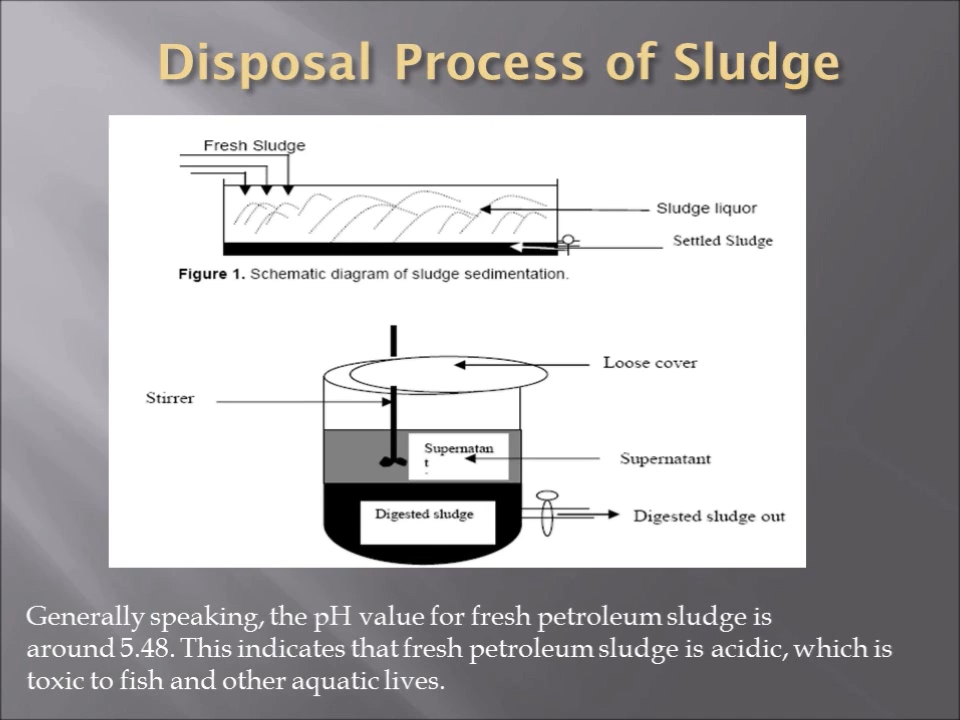 Disposal Process of Sludge
Fresh Sludge
Sludge liquor
Settled Sludge
Figure 1. Schematic diagram of sludge sedimentation.
Loose cover
Stirrer
Supernatan
t
Supernatant
Digested sludge
Digested sludge out
Generally speaking, the pH value for fresh petroleum sludge is
around 5.48. This indicates that fresh petroleum sludge is acidic, which is
toxic to fish and other aquatic lives.